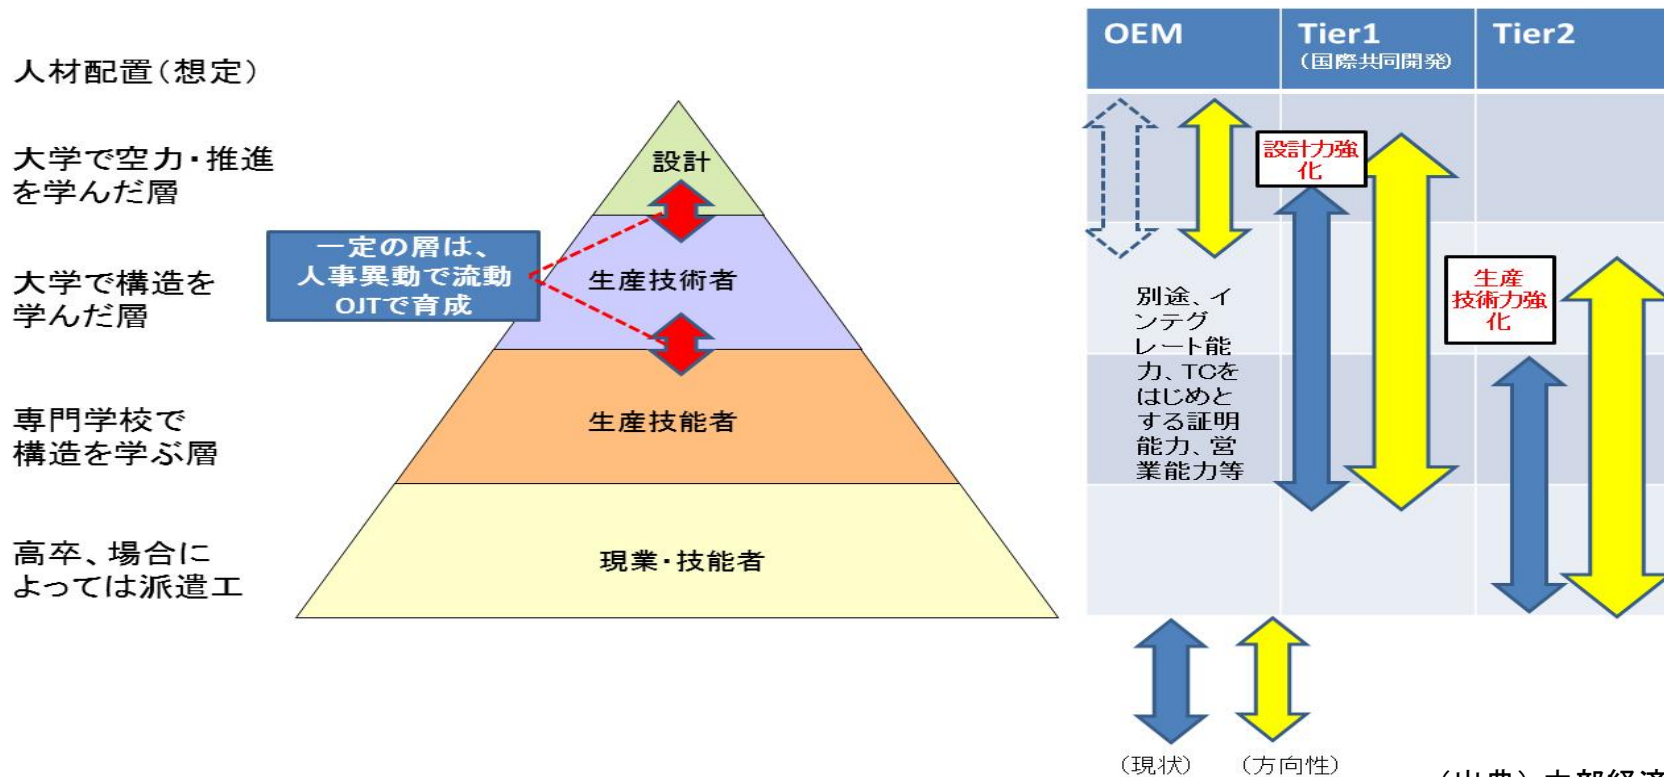 人材配置(想定)
大学で空力・推進
を学んだ層
大学で構造を
学んだ層
専門学校で
構造を学ぶ層
高卒、場合に
よっては派遣工
設計
生産技術者
生産技能者
現業・技能者
一定の層は、
人事異動で流動
OJTで育成
OEM
Tier1
(国際共同開発)
Tier2
設計力強
化
生産
技術力強
化
別途、イ
ンテグ
レート能
力、TCを
はじめと
する証明
能力、営
業能力等
(現状)
(方向性)
(出典)中部経済